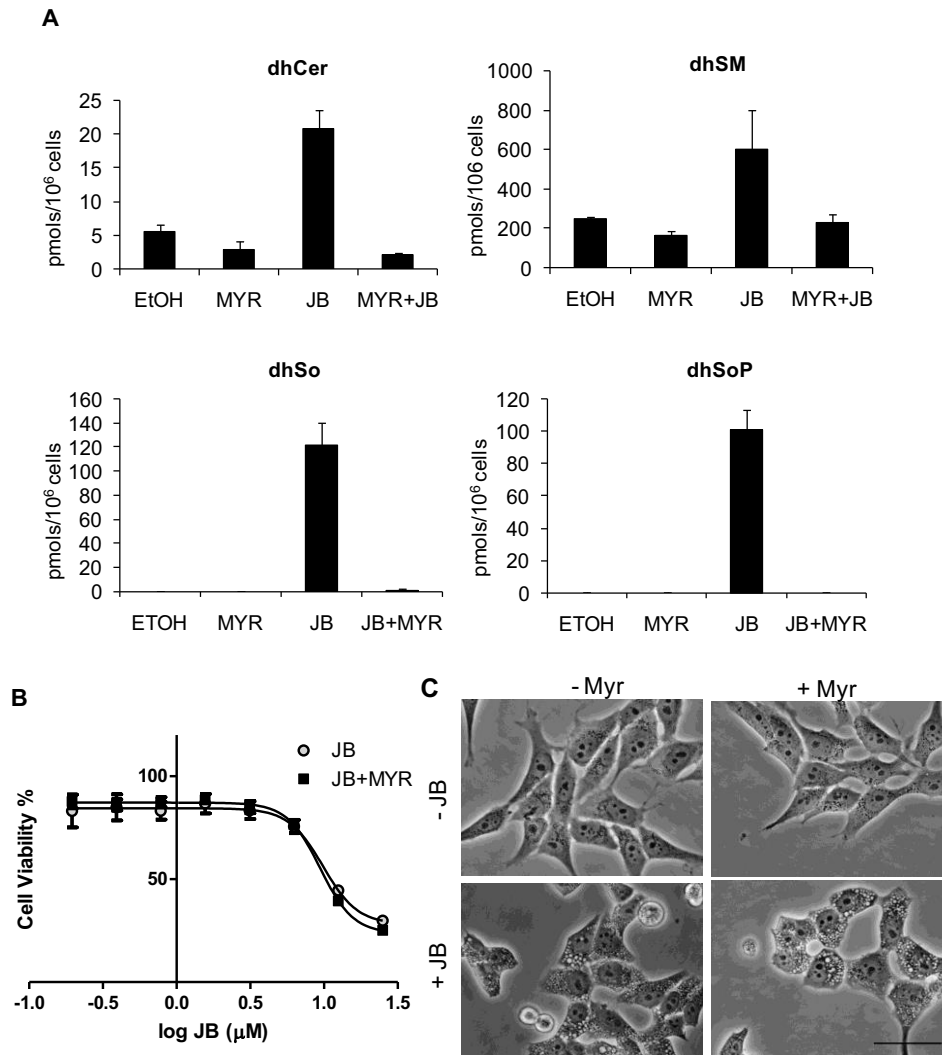 A
dhCer
pmols/10⁶ cells
25
20
15
10
5
0
EtOH MYR JB MYR+JB
dhSM
pmols/106 cells
1000
800
600
400
200
0
EtOH MYR JB MYR+JB
dhSo
pmols/10⁶ cells
160
140
120
100
80
60
40
20
0
ETOH MYR JB JB+MYR
dhSoP
pmols/10⁶ cells
120
100
80
60
40
20
0
ETOH MYR JB JB+MYR
B
Cell Viability %
100
50
JB
JB+MYR
-1.0 -0.5 0.0 0.5 1.0 1.5
log JB (μM)
C
- Myr + Myr
- JB
+ JB